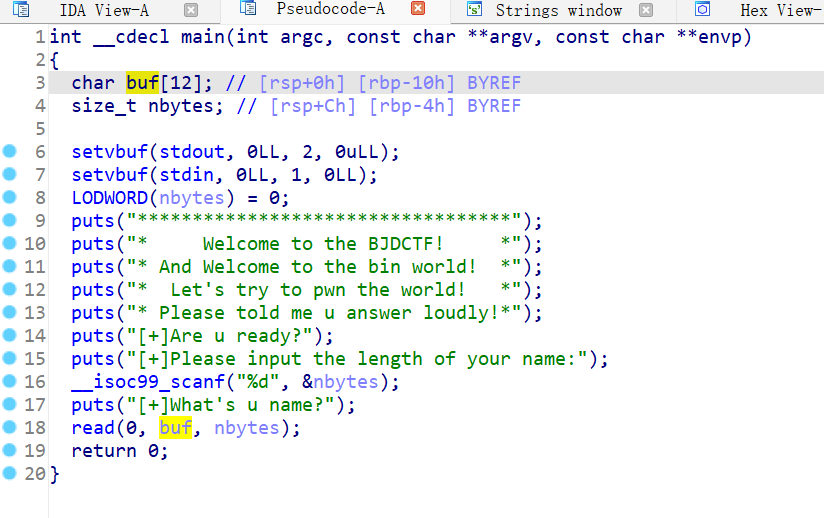 IDA View-A Pseudocode-A Strings window Hex View-
1 int __cdecl main(int argc, const char **argv, const char **envp)
2 {
3 char buf[12]; // [rsp+0h] [rbp-10h] BYREF
4 size_t nbytes; // [rsp+Ch] [rbp-4h] BYREF
5
6 setvbuf(stdout, 0LL, 2, 0uLL);
7 setvbuf(stdin, 0LL, 1, 0LL);
8 LODWORD(nbytes) = 0;
9 puts("**********************************");
10 puts("*     Welcome to the BJDCTF!     *");
11 puts("* And Welcome to the bin world!  *");
12 puts("*  Let's try to pwn the world!   *");
13 puts("* Please told me u answer loudly!*");
14 puts("[+]Are u ready?");
15 puts("[+]Please input the length of your name:");
16 __isoc99_scanf("%d", &nbytes);
17 puts("[+]What's u name?");
18 read(0, buf, nbytes);
19 return 0;
20 }